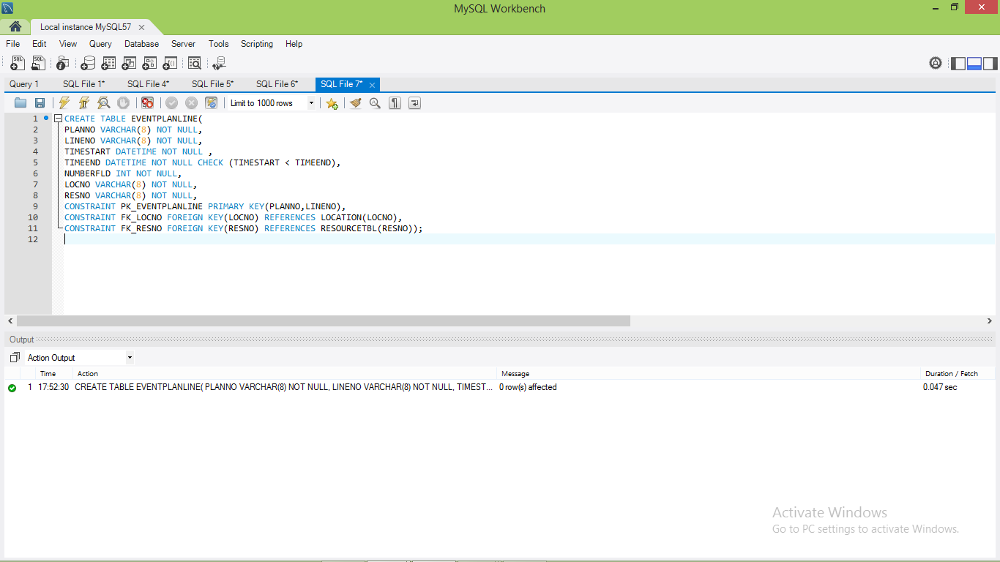 MySQL Workbench
Local instance MySQL57
File Edit View Query Database Server Tools Scripting Help
Query 1 SQL File 1* SQL File 4* SQL File 5* SQL File 6* SQL File 7*
Limit to 1000 rows
1 CREATE TABLE EVENTPLANLINE(
2 PLANNO VARCHAR(8) NOT NULL,
3 LINENO VARCHAR(8) NOT NULL,
4 TIMESTART DATETIME NOT NULL ,
5 TIMEEND DATETIME NOT NULL CHECK (TIMESTART < TIMEEND),
6 NUMBERFLD INT NOT NULL,
7 LOCNO VARCHAR(8) NOT NULL,
8 RESNO VARCHAR(8) NOT NULL,
9 CONSTRAINT PK_EVENTPLANLINE PRIMARY KEY(PLANNO,LINENO),
10 CONSTRAINT FK_LOCNO FOREIGN KEY(LOCNO) REFERENCES LOCATION(LOCNO),
11 CONSTRAINT FK_RESNO FOREIGN KEY(RESNO) REFERENCES RESOURCETBL(RESNO));
12
Output
Action Output
Time Action Message Duration / Fetch
1 17:52:30 CREATE TABLE EVENTPLANLINE( PLANNO VARCHAR(8) NOT NULL, LINENO VARCHAR(8) NOT NULL, TIMEST... 0 row(s) affected 0.047 sec
Activate Windows
Go to PC settings to activate Windows.